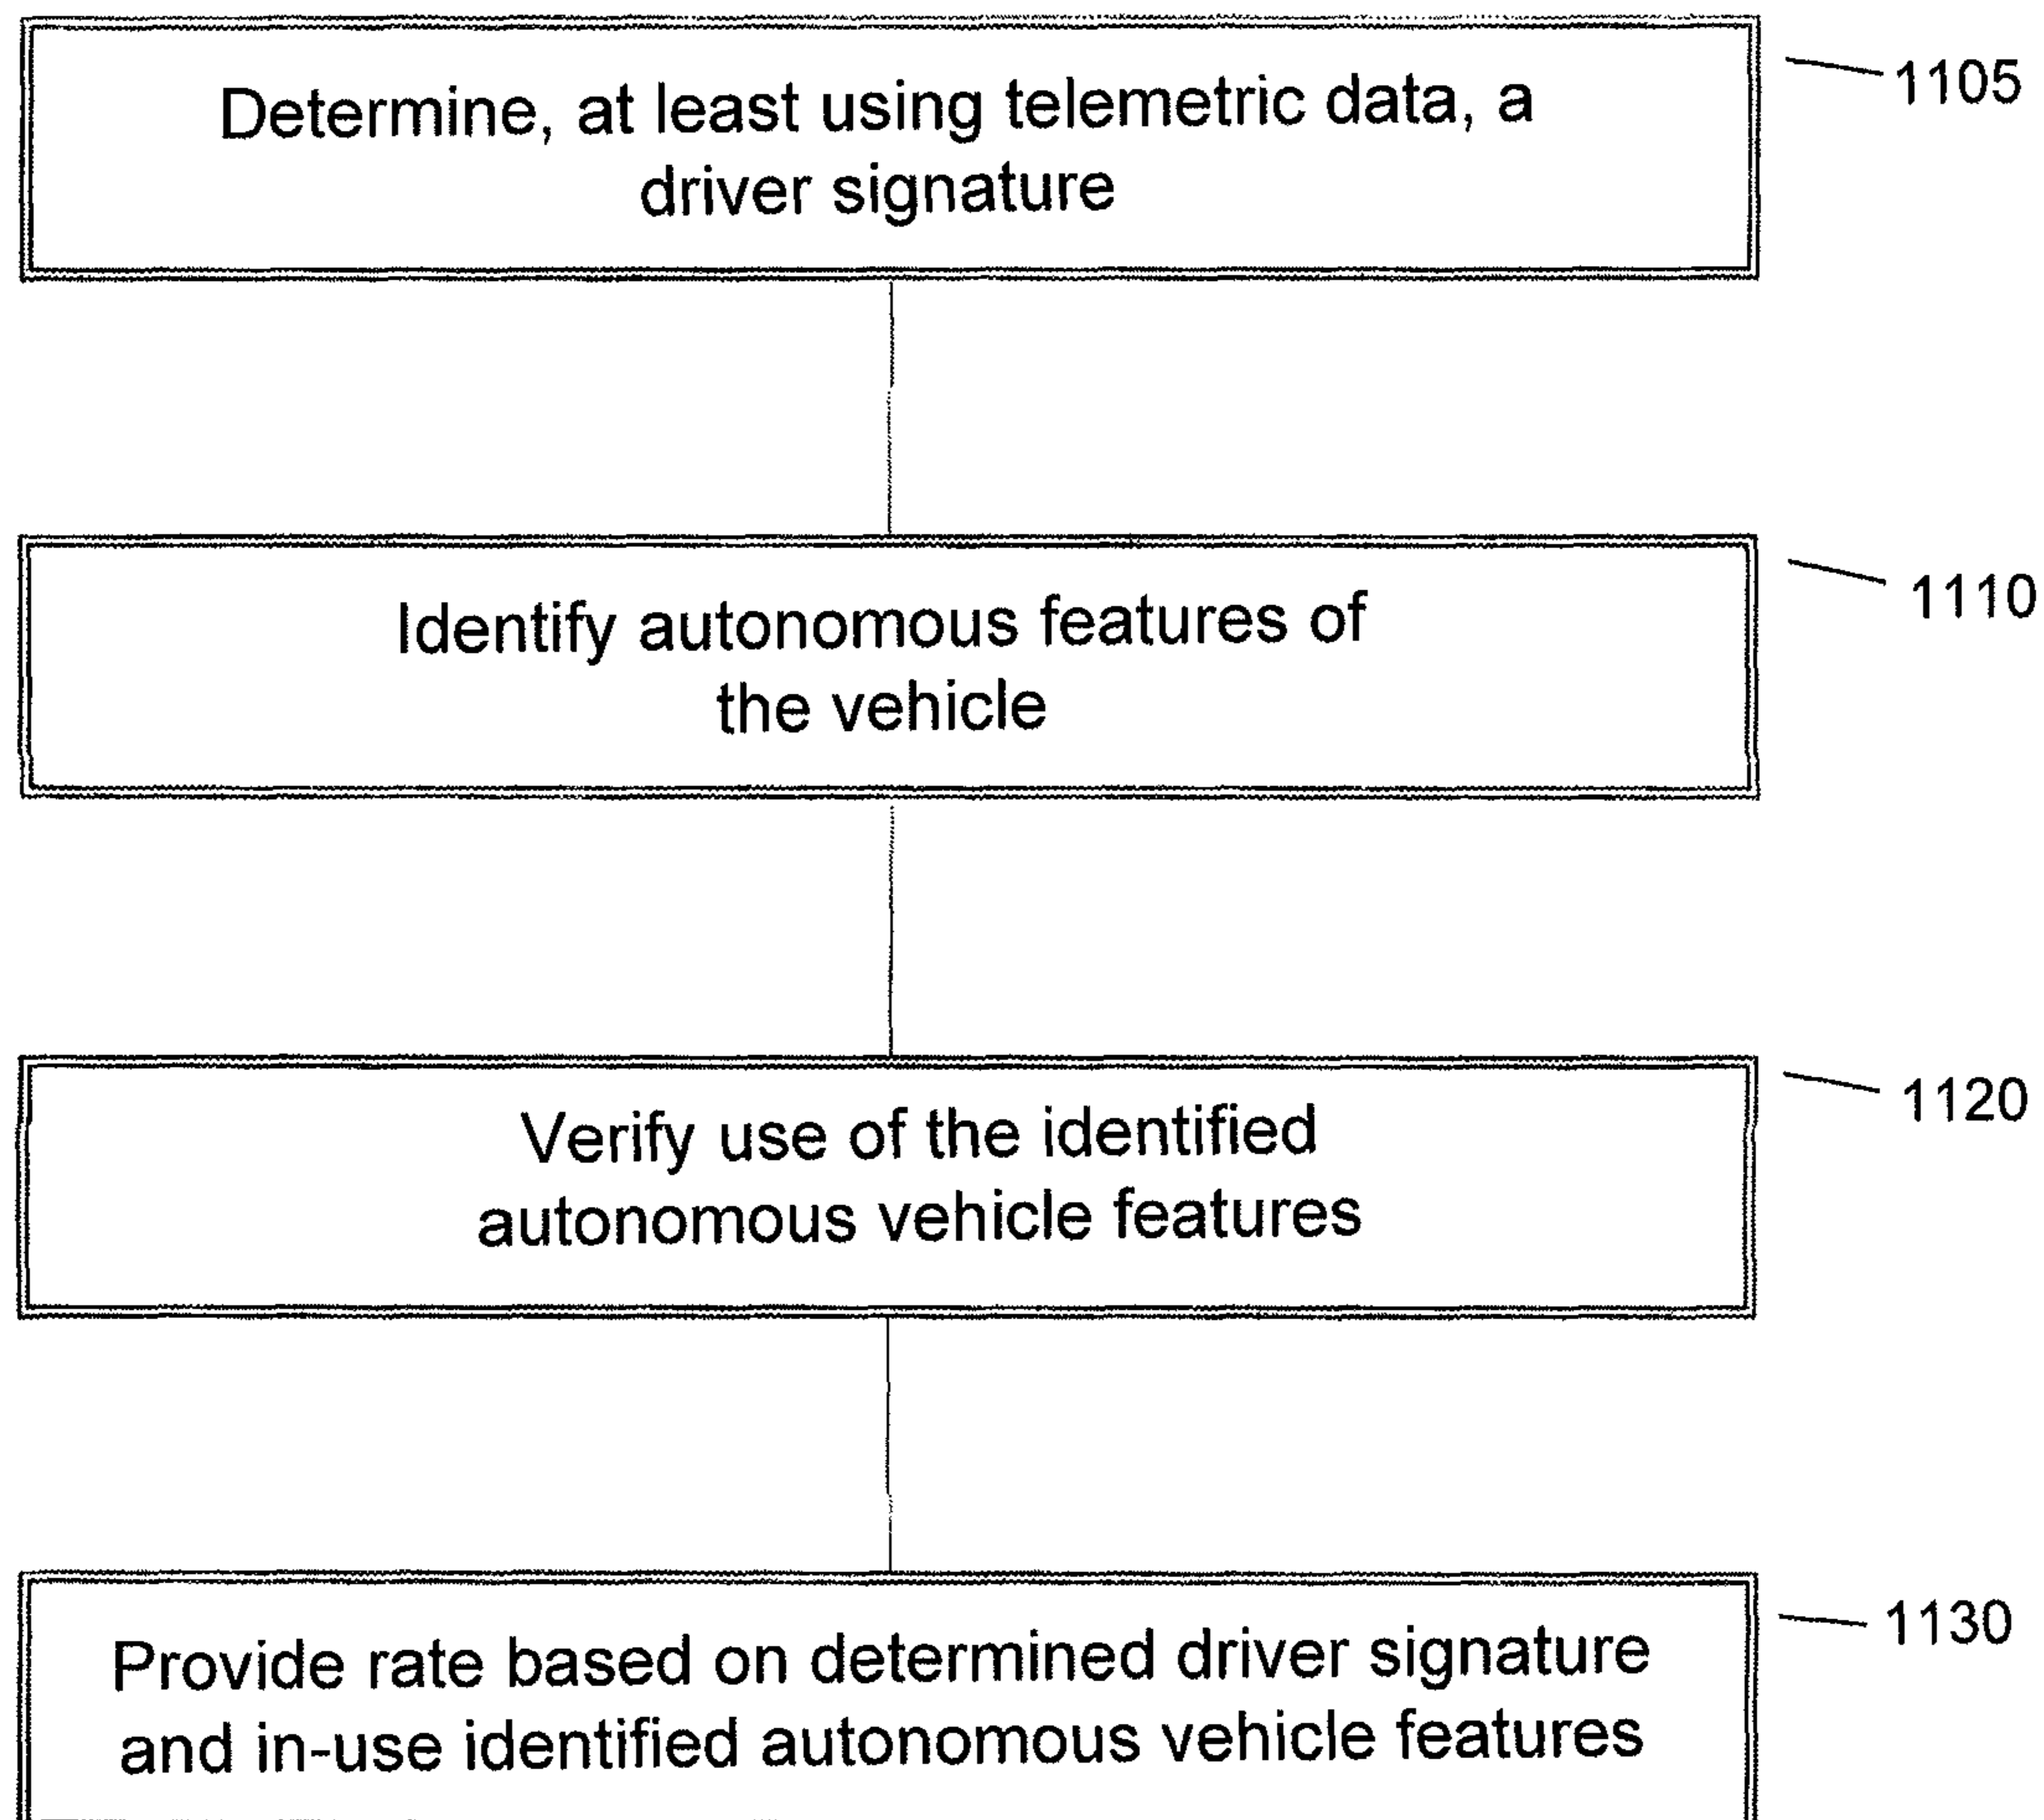 Determine, at least using telemetric data, a
driver signature
1105
Identify autonomous features of
the vehicle
1110
Verify use of the identified
autonomous vehicle features
1120
Provide rate based on determined driver signature
and in-use identified autonomous vehicle features
1130